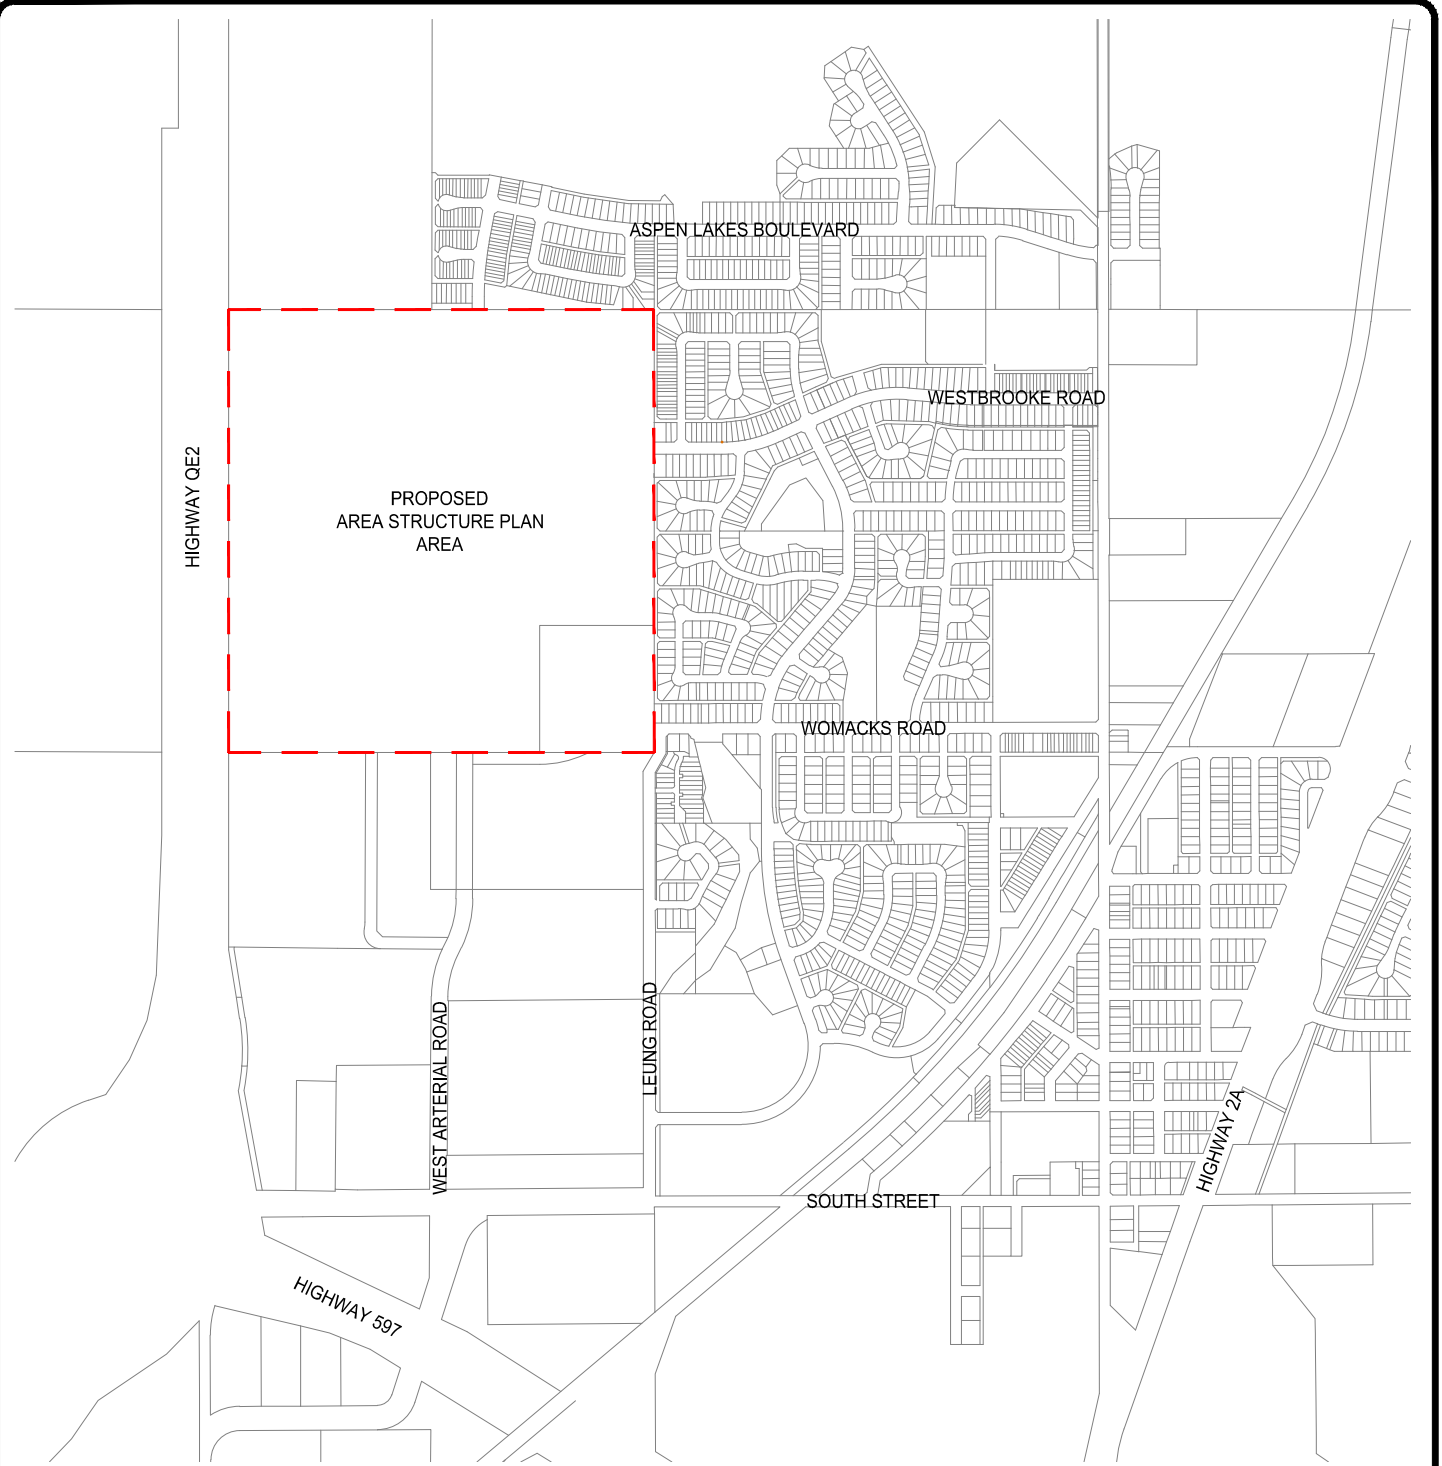 ASPEN LAKES BOULEVARD
WESTBROOKE ROAD
HIGHWAY QE2
PROPOSED
AREA STRUCTURE PLAN
AREA
WOMACKS ROAD
WEST ARTERIAL ROAD
LEUNG ROAD
HIGHWAY 2A
SOUTH STREET
HIGHWAY 597